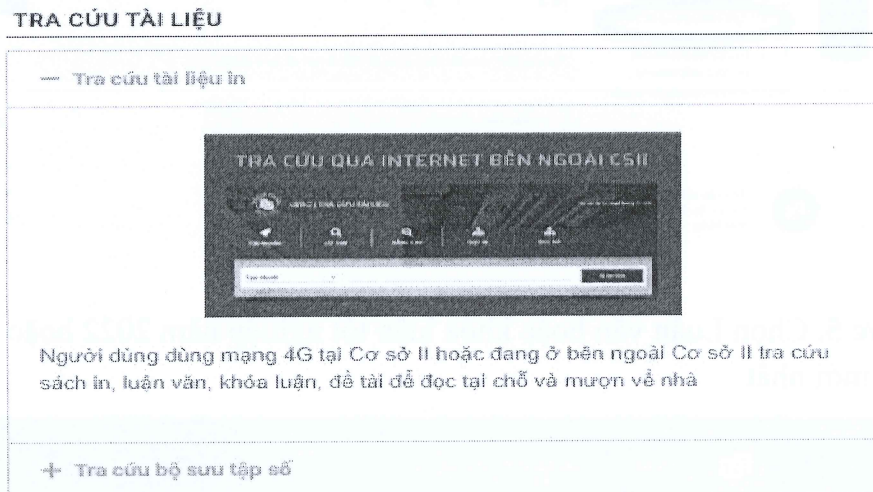 TRA CỨU TÀI LIỆU
— Tra cứu tài liệu in
TRA CỨU QUA INTERNET BÊN NGOÀI CSII
Người dùng dùng mạng 4G tại Cơ sở II hoặc đang ở bên ngoài Cơ sở II tra cứu
sách in, luận văn, khóa luận, đề tài để đọc tại chỗ và mượn về nhà
+ Tra cứu bộ sưu tập số